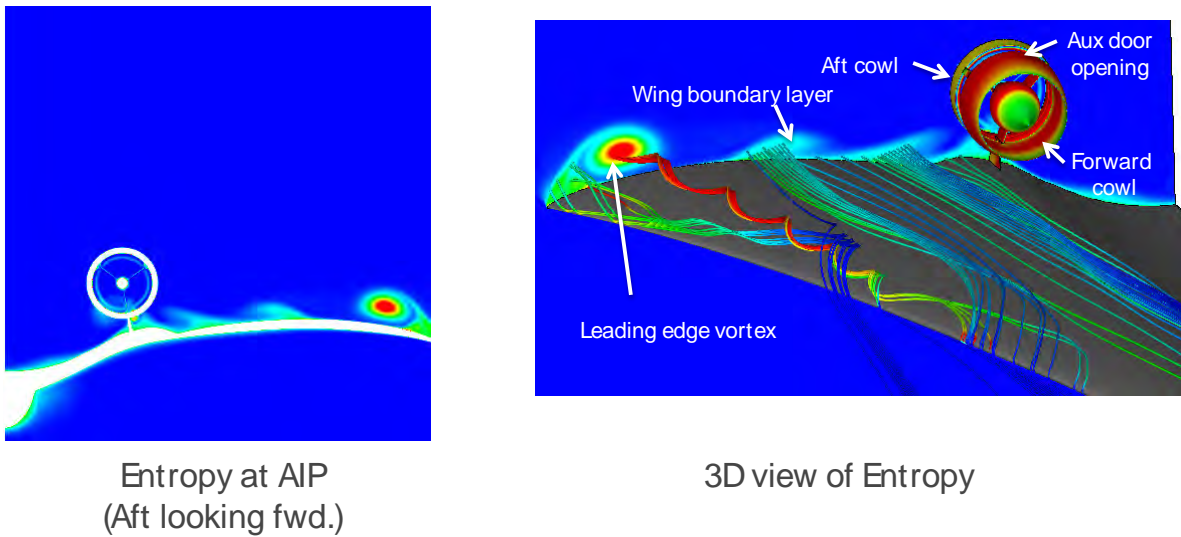 Aux door
opening
Aft cowl
Wing boundary layer
Forward
cowl
Leading edge vortex
Entropy at AIP
(Aft looking fwd.)
3D view of Entropy